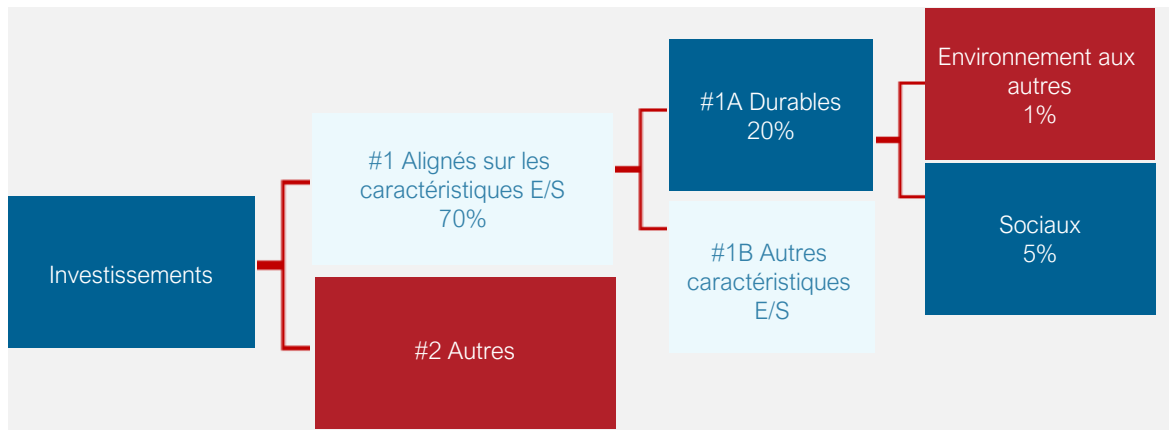 Investissements
#1 Alignés sur les
caractéristiques E/S
70%
#2 Autres
#1A Durables
20%
#1B Autres
caractéristiques
E/S
Environnement aux
autres
1%
Sociaux
5%